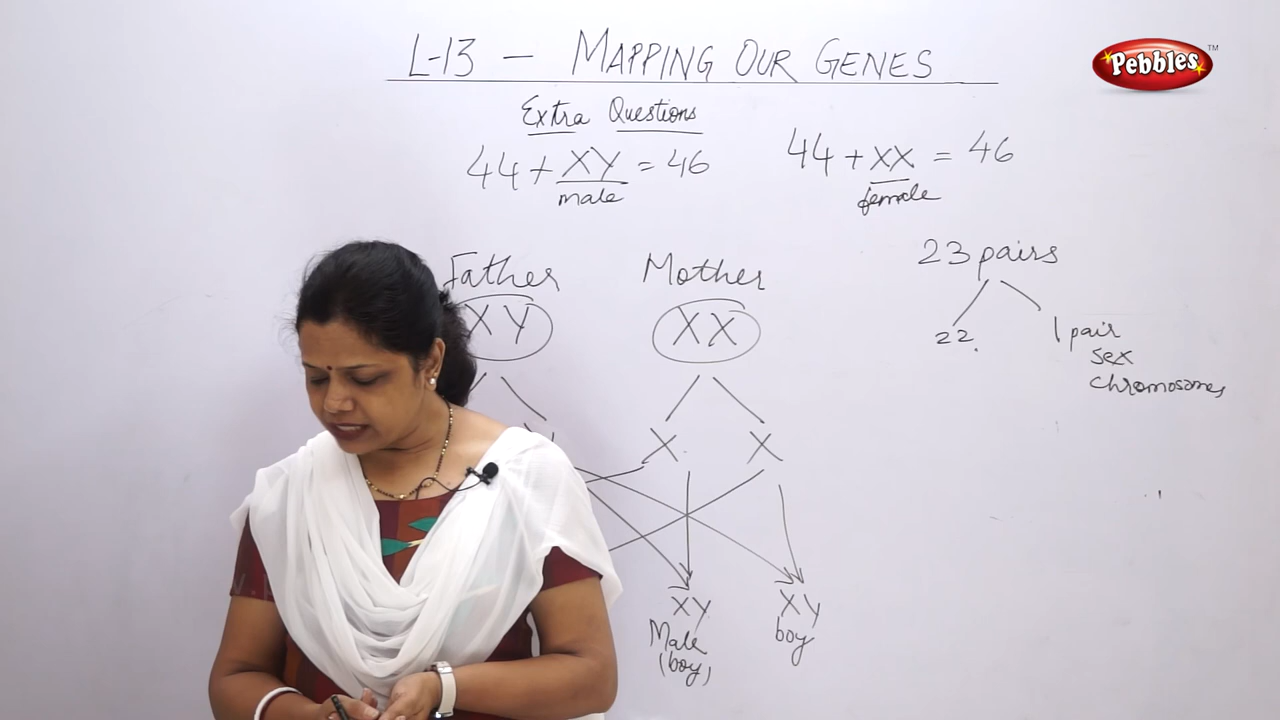 L-13 — MAPPING OUR GENES
Pebbles™
Extra Questions
44 + XY = 46
male
44 + XX = 46
female
Father
Mother
23 pairs
XY
XX
22
1 pair
sex
chromosomes
X X
XY
XY
Male
(boy)
boy